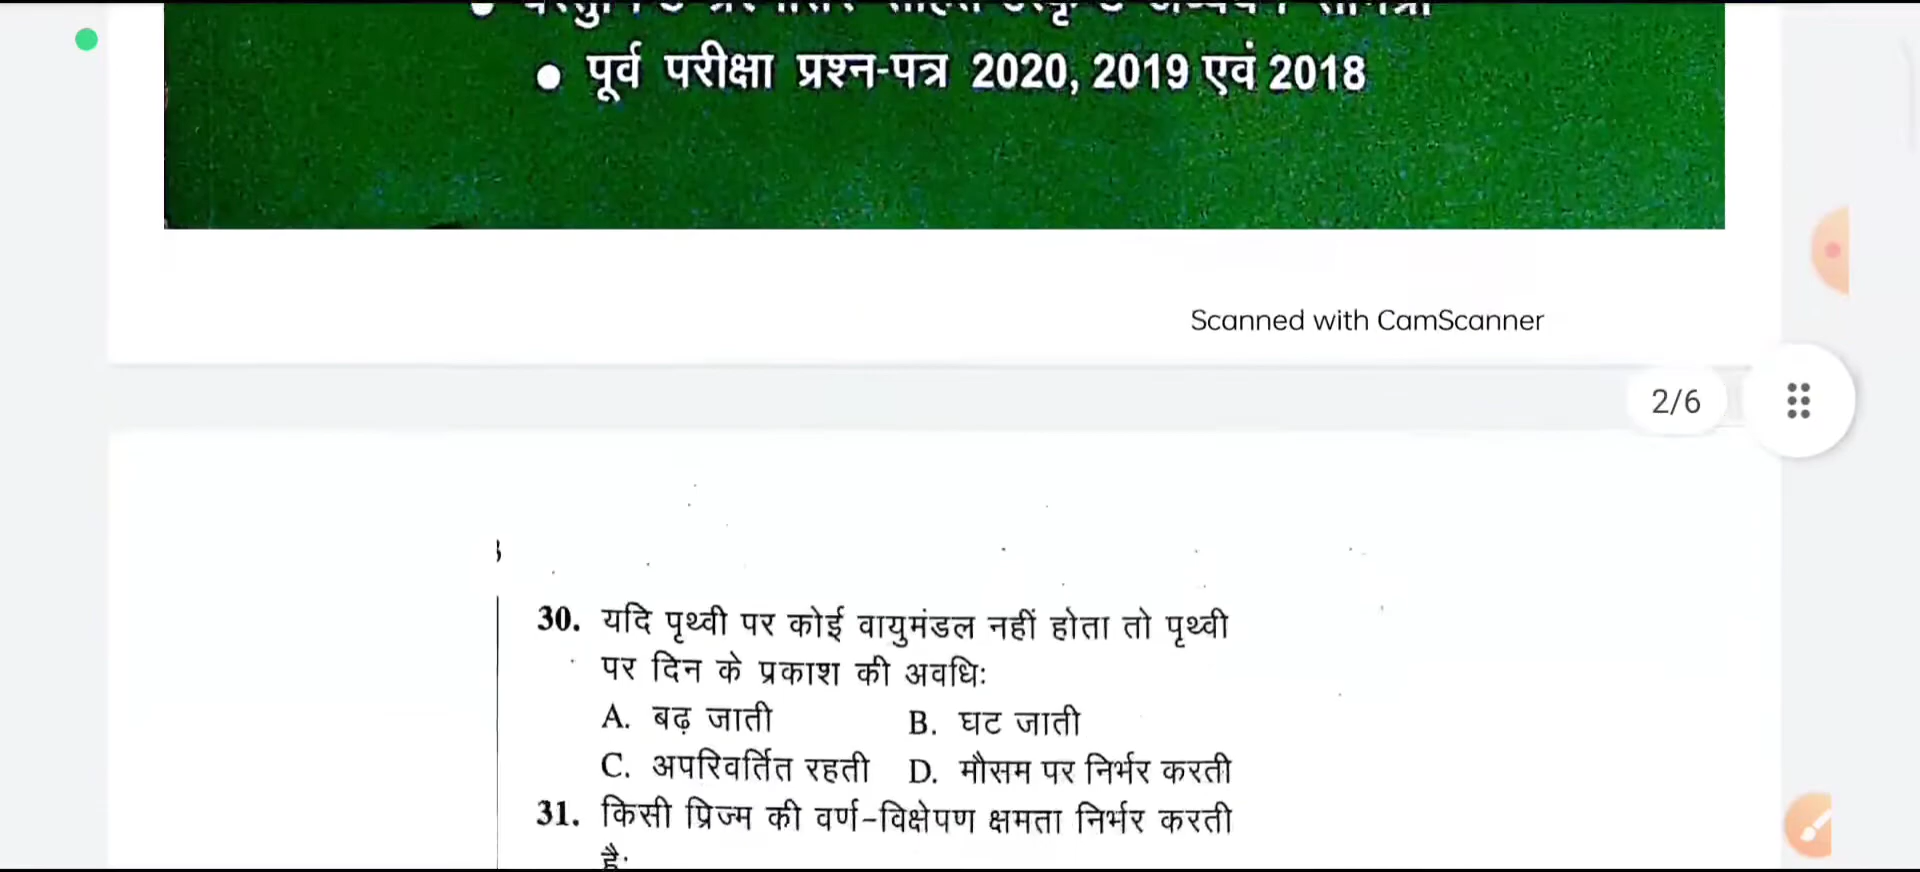 ● पूर्व परीक्षा प्रश्न-पत्र 2020, 2019 एवं 2018
Scanned with CamScanner
2/6
30. यदि पृथ्वी पर कोई वायुमंडल नहीं होता तो पृथ्वी
पर दिन के प्रकाश की अवधिः
A. बढ़ जाती B. घट जाती
C. अपरिवर्तित रहती D. मौसम पर निर्भर करती
31. किसी प्रिज्म की वर्ण-विक्षेपण क्षमता निर्भर करती